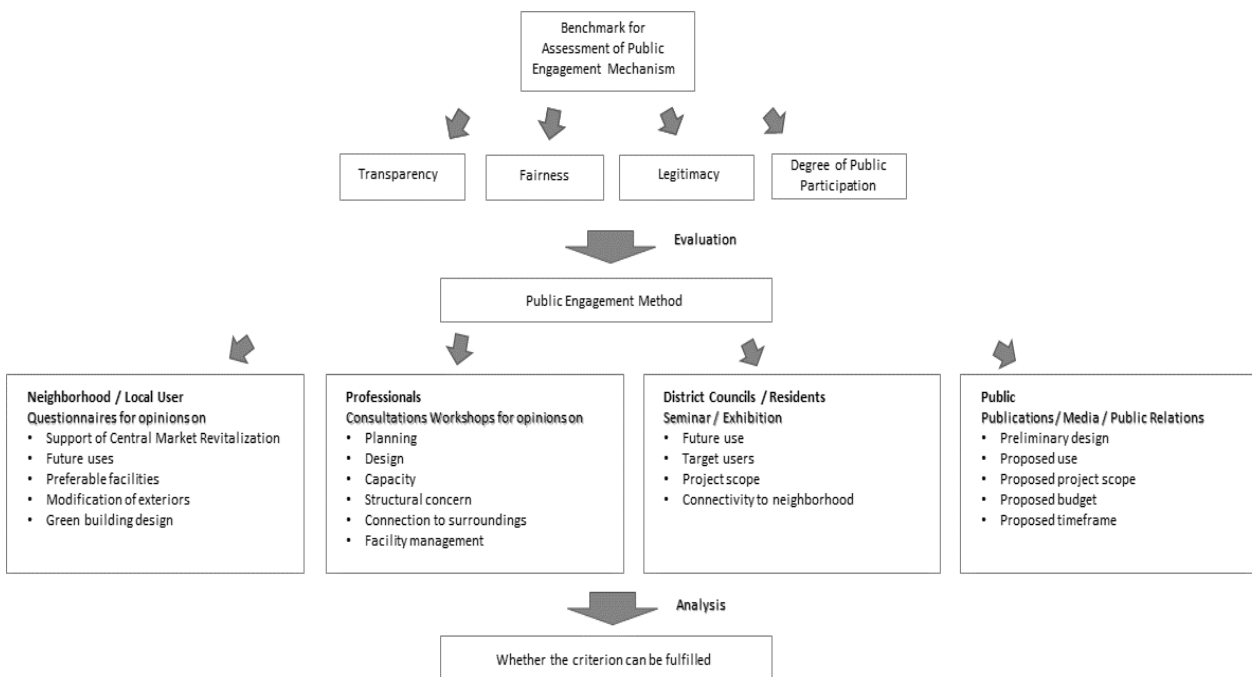 Benchmark for
Assessment of Public
Engagement Mechanism
Transparency
Fairness
Legitimacy
Degree of Public
Participation
Evaluation
Public Engagement Method
Neighborhood / Local User
Questionnaires for opinions on
• Support of Central Market Revitalization
• Future uses
• Preferable facilities
• Modification of exteriors
• Green building design
Professionals
Consultations Workshops for opinions on
• Planning
• Design
• Capacity
• Structural concern
• Connection to surroundings
• Facility management
District Councils / Residents
Seminar / Exhibition
• Future use
• Target users
• Project scope
• Connectivity to neighborhood
Public
Publications / Media / Public Relations
• Preliminary design
• Proposed use
• Proposed project scope
• Proposed budget
• Proposed timeframe
Analysis
Whether the criterion can be fulfilled